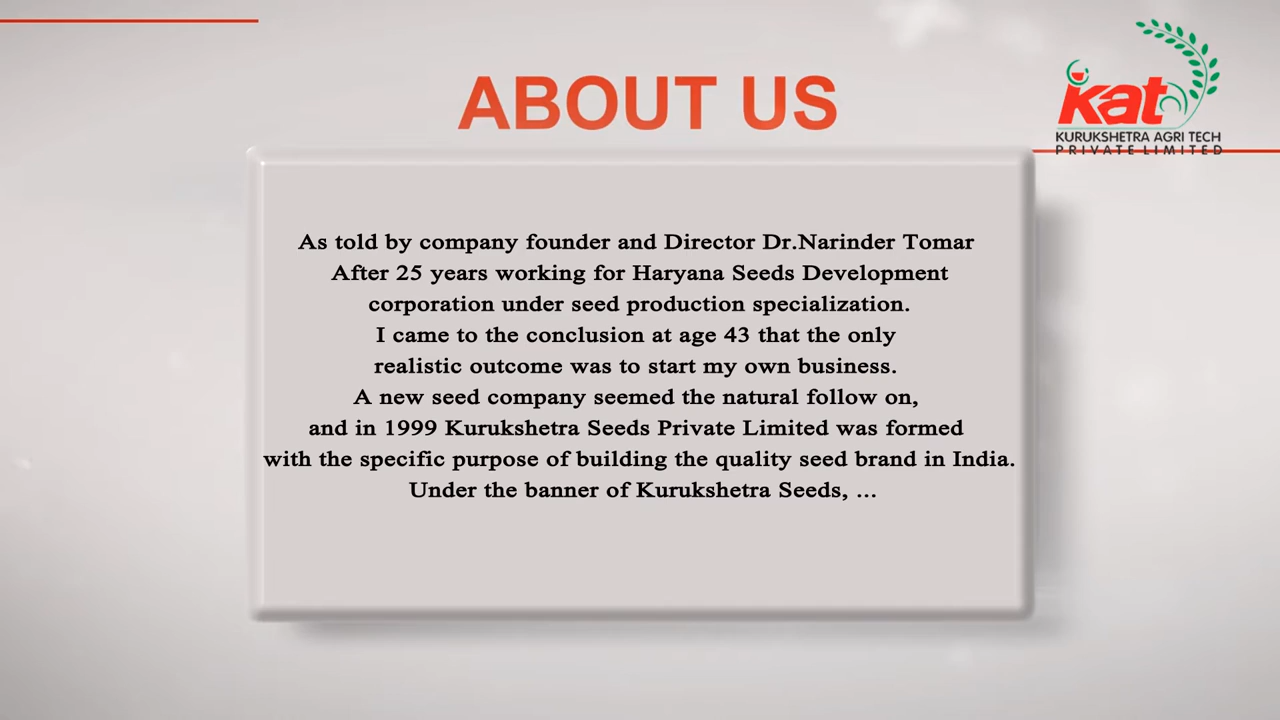 ABOUT US
kat
KURUKSHETRA AGRI TECH
PRIVATE LIMITED
As told by company founder and Director Dr.Narinder Tomar
After 25 years working for Haryana Seeds Development
corporation under seed production specialization.
I came to the conclusion at age 43 that the only
realistic outcome was to start my own business.
A new seed company seemed the natural follow on,
and in 1999 Kurukshetra Seeds Private Limited was formed
with the specific purpose of building the quality seed brand in India.
Under the banner of Kurukshetra Seeds, ...